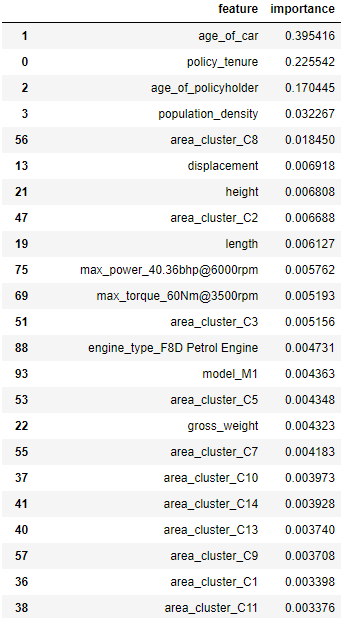 feature importance
1 age_of_car 0.395416
0 policy_tenure 0.225542
2 age_of_policyholder 0.170445
3 population_density 0.032267
56 area_cluster_C8 0.018450
13 displacement 0.006918
21 height 0.006808
47 area_cluster_C2 0.006688
19 length 0.006127
75 max_power_40.36bhp@6000rpm 0.005762
69 max_torque_60Nm@3500rpm 0.005193
51 area_cluster_C3 0.005156
88 engine_type_F8D Petrol Engine 0.004731
93 model_M1 0.004363
53 area_cluster_C5 0.004348
22 gross_weight 0.004323
55 area_cluster_C7 0.004183
37 area_cluster_C10 0.003973
41 area_cluster_C14 0.003928
40 area_cluster_C13 0.003740
57 area_cluster_C9 0.003708
36 area_cluster_C1 0.003398
38 area_cluster_C11 0.003376